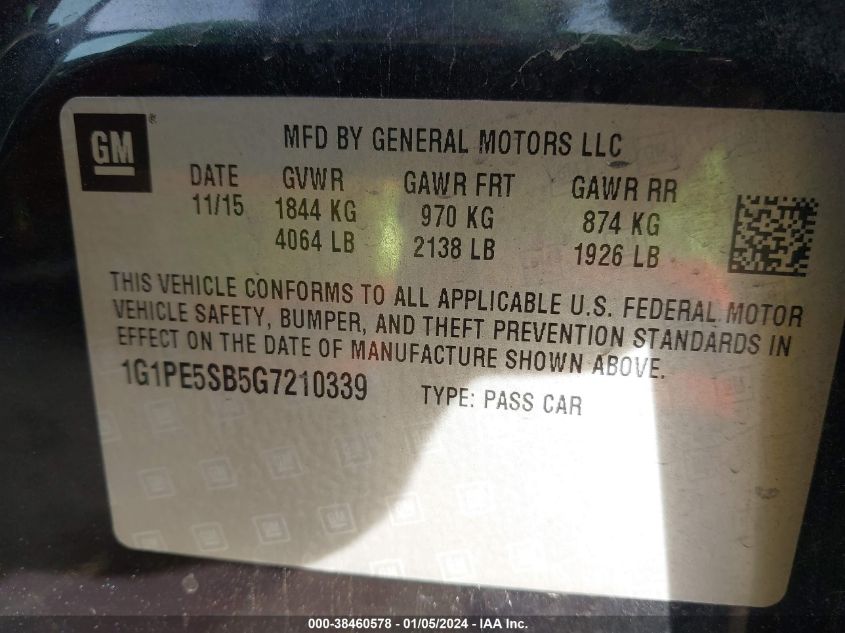 GM ®
MFD BY GENERAL MOTORS LLC
DATE GVWR GAWR FRT GAWR RR
11/15 1844 KG 970 KG 874 KG
4064 LB 2138 LB 1926 LB
THIS VEHICLE CONFORMS TO ALL APPLICABLE U.S. FEDERAL MOTOR
VEHICLE SAFETY, BUMPER, AND THEFT PREVENTION STANDARDS IN
EFFECT ON THE DATE OF MANUFACTURE SHOWN ABOVE.
1G1PE5SB5G7210339 TYPE: PASS CAR
000-38460578 - 01/05/2024 - IAA Inc.